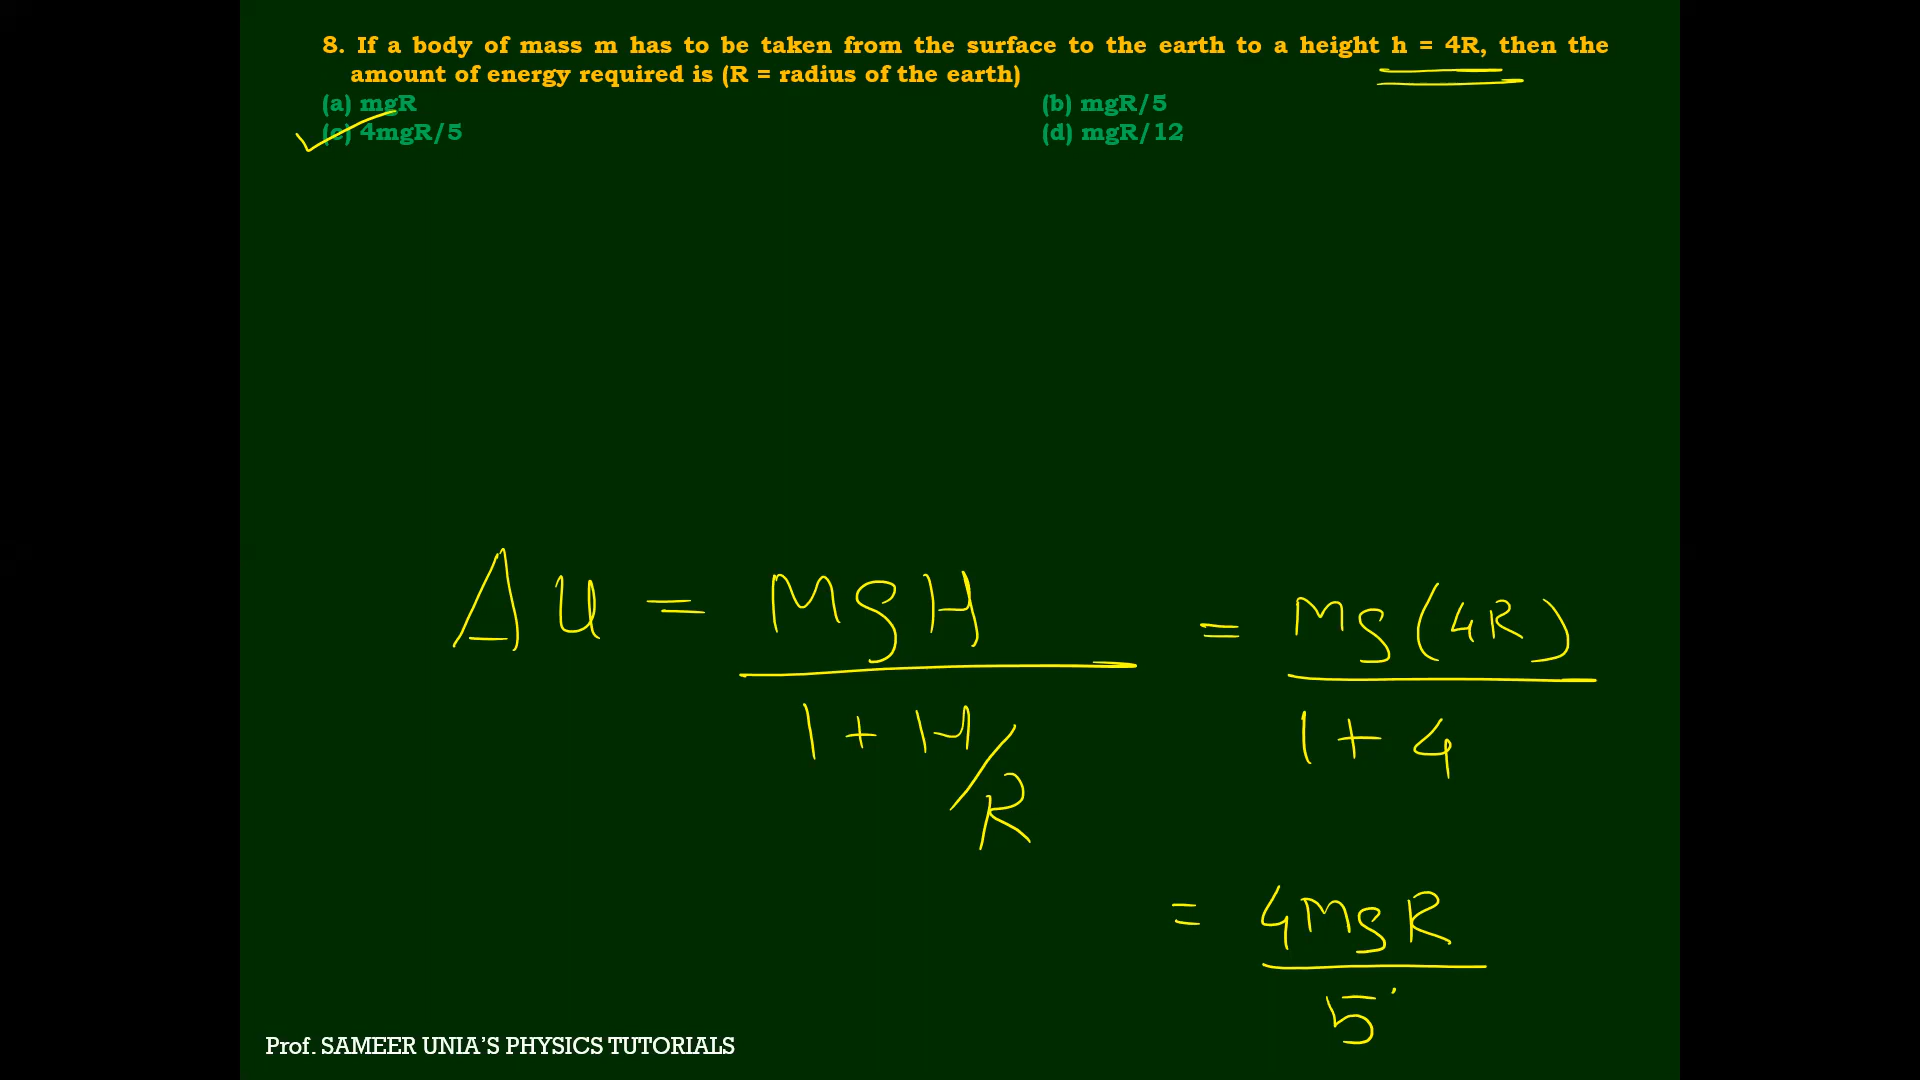 8. If a body of mass m has to be taken from the surface to the earth to a height h = 4R, then the
amount of energy required is (R = radius of the earth)
(a) mgR (b) mgR/5
(c) 4mgR/5 (d) mgR/12
ΔU = MgH / 1 + H/R = Mg(4R) / 1 + 4
= 4MgR / 5
Prof. SAMEER UNIA'S PHYSICS TUTORIALS